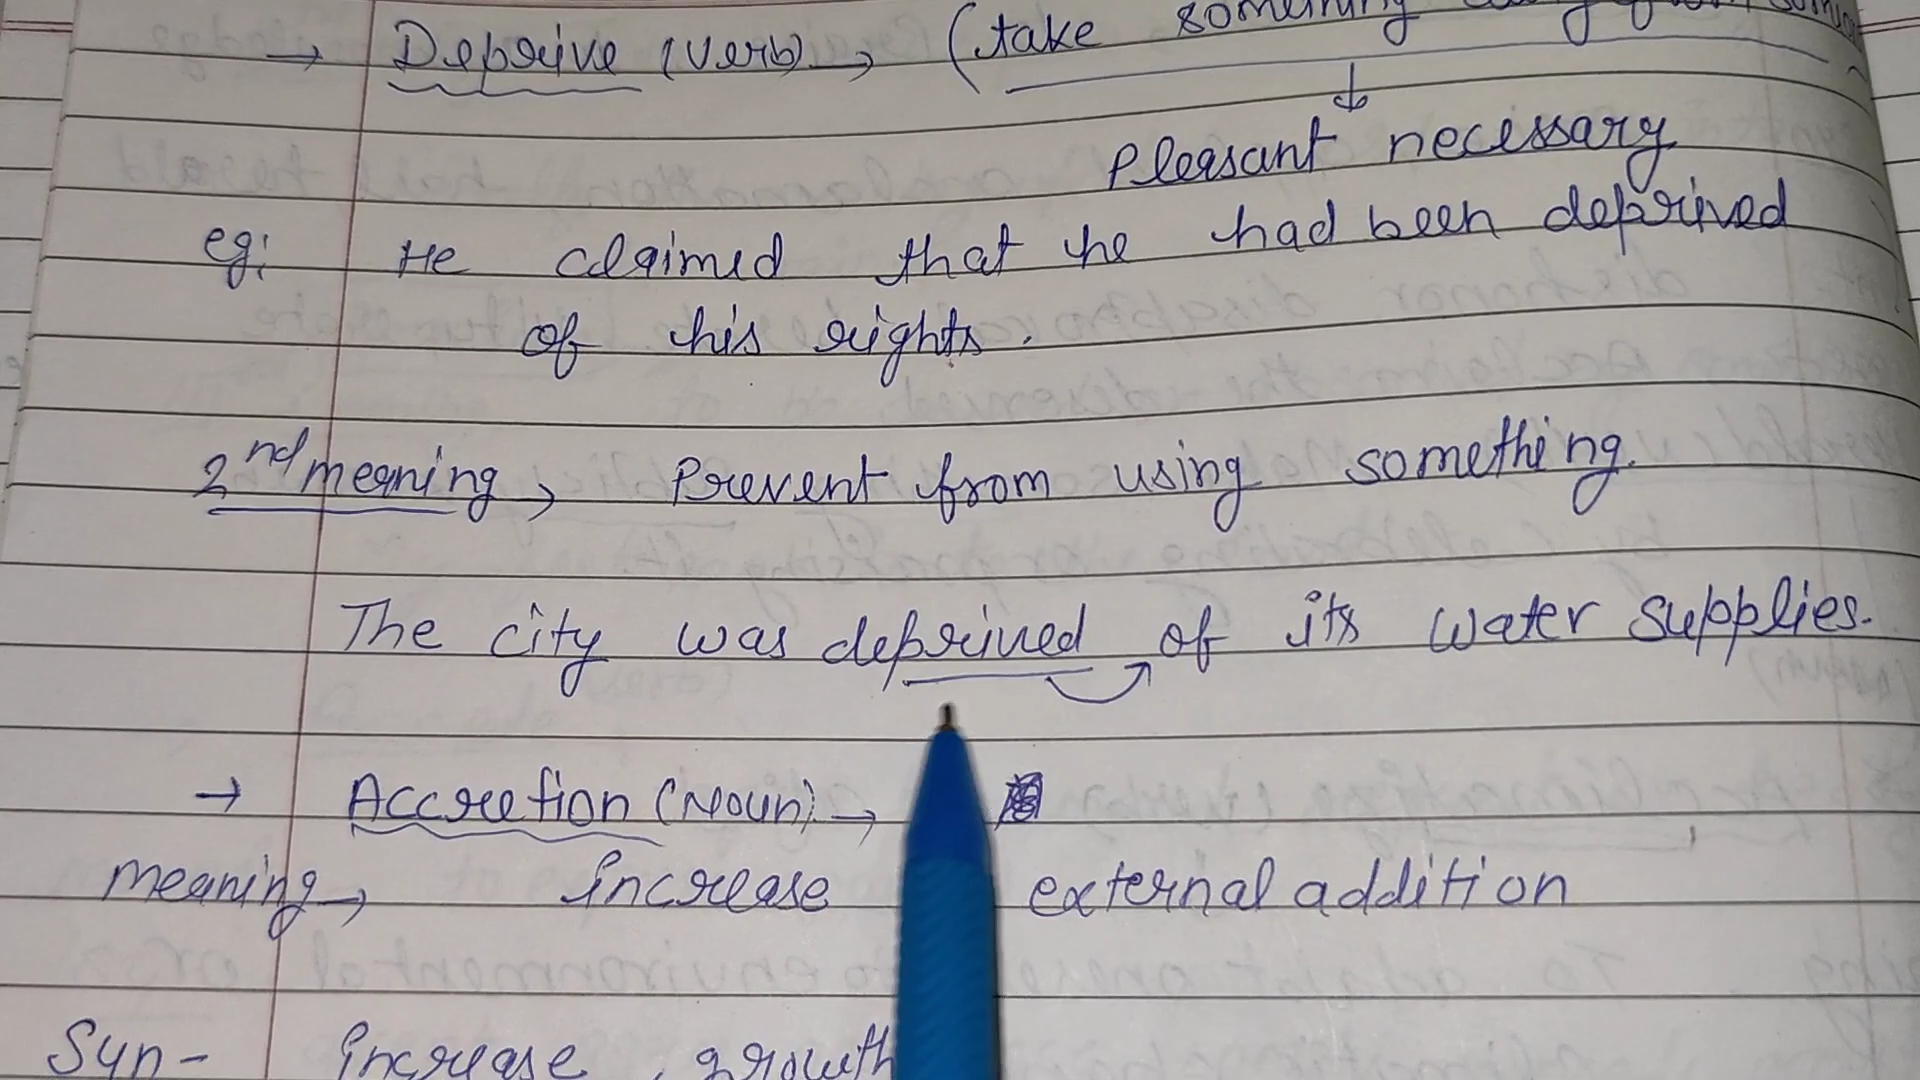 → Deprive (verb) → (take something
Pleasant necessary
eg: He claimed that he had been deprived
of his rights.
2nd meaning → Prevent from using something.
The city was deprived of its water supplies.
→ Accretion (Noun) →
meaning → Increase external addition
Syn- Increase, growth